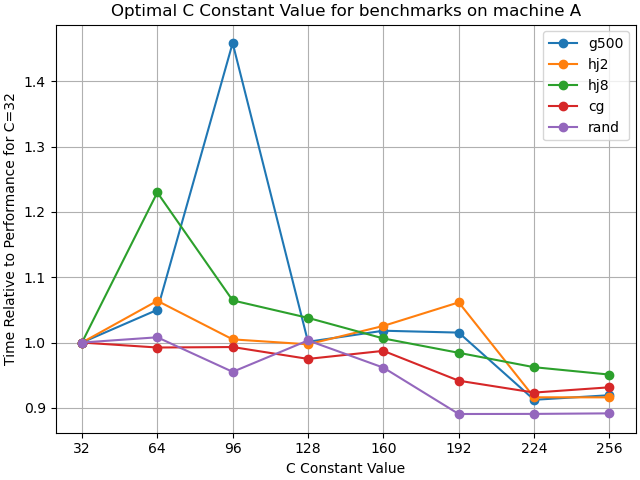 Optimal C Constant Value for benchmarks on machine A
Time Relative to Performance for C=32
1.4
1.3
1.2
1.1
1.0
0.9
g500
hj2
hj8
cg
rand
32 64 96 128 160 192 224 256
C Constant Value